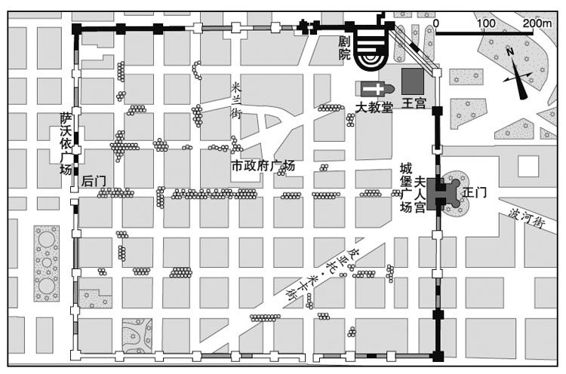 0 100 200m
N
剧院
大教堂
王宫
米兰街
萨沃依广场
市政府广场
后门
城堡广场
夫人宫
正门
波河街
皮亚托·米卡街